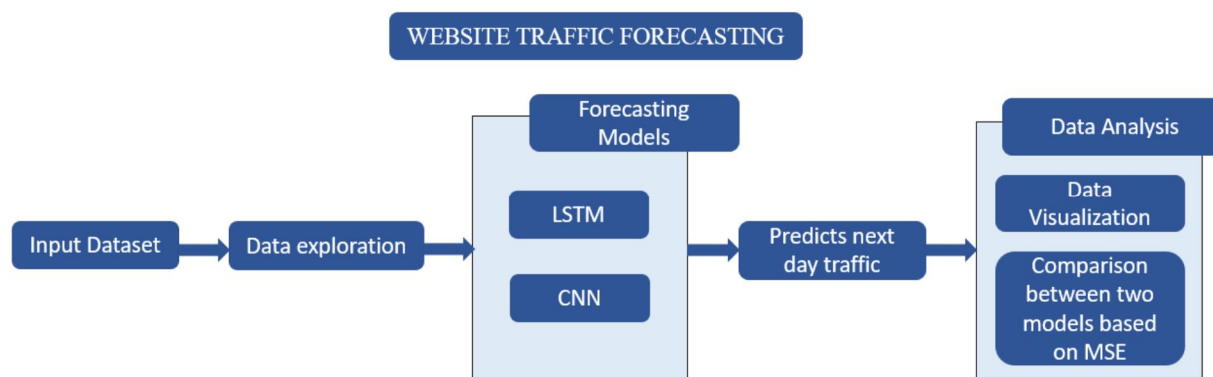 WEBSITE TRAFFIC FORECASTING
Input Dataset
Data exploration
Forecasting
Models
LSTM
CNN
Predicts next
day traffic
Data Analysis
Data
Visualization
Comparison
between two
models based
on MSE